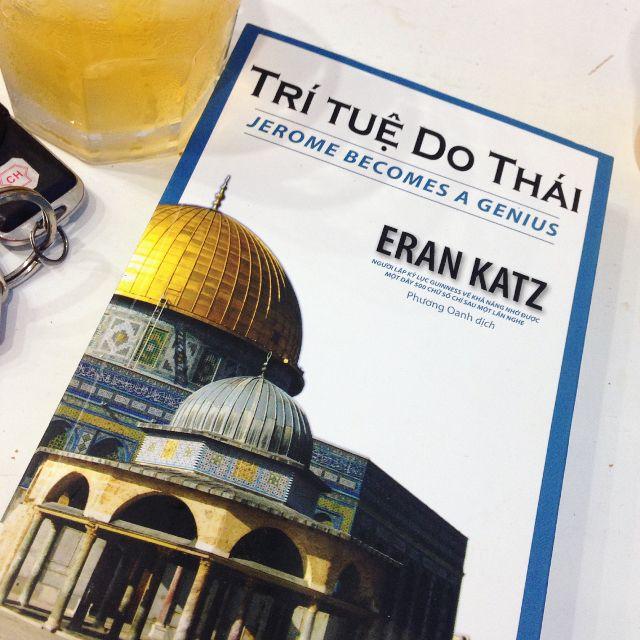 TRÍ TUỆ DO THÁI
JEROME BECOMES A GENIUS
ERAN KATZ
NGƯỜI LẬP KỶ LỤC GUINNESS VỀ KHẢ NĂNG NHỚ ĐƯỢC
MỘT DÃY 500 CHỮ SỐ CHỈ SAU MỘT LẦN NGHE
Phương Oanh dịch
CH